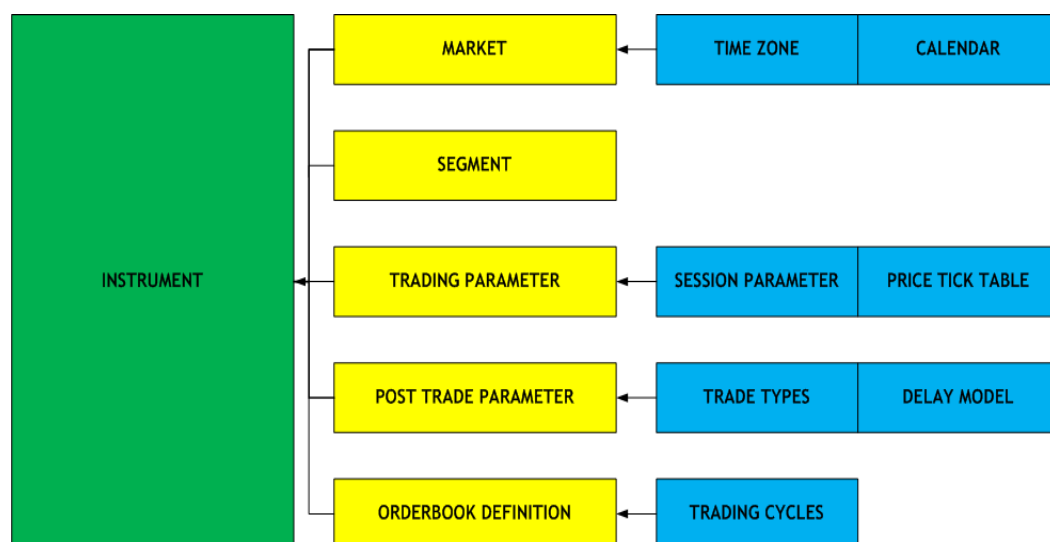 MARKET
TIME ZONE
CALENDAR
SEGMENT
INSTRUMENT
TRADING PARAMETER
SESSION PARAMETER
PRICE TICK TABLE
POST TRADE PARAMETER
TRADE TYPES
DELAY MODEL
ORDERBOOK DEFINITION
TRADING CYCLES